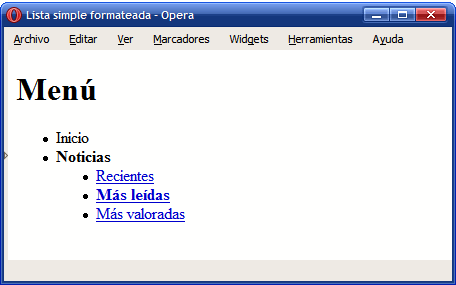 Lista simple formateada - Opera
Archivo Editar Ver Marcadores Widgets Herramientas Ayuda
Menú
Inicio
Noticias
Recientes
Más leídas
Más valoradas